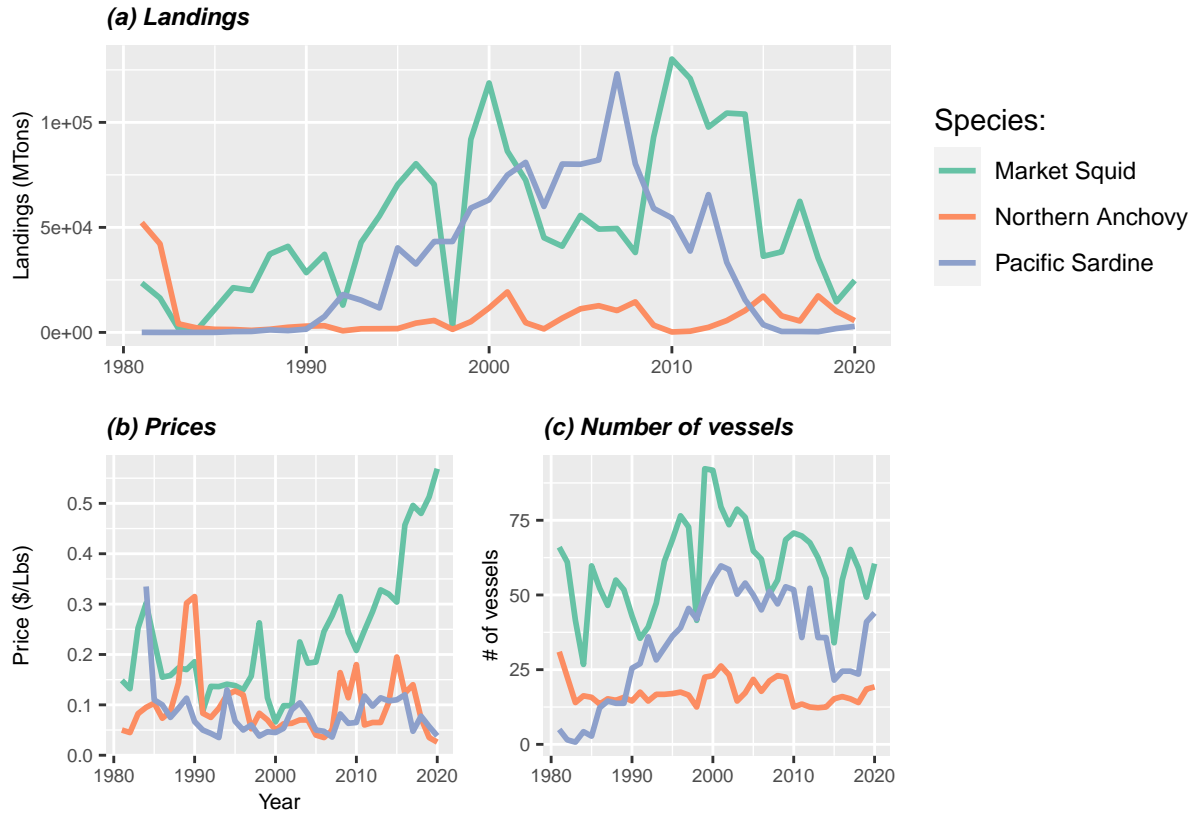 (a) Landings
Landings (MTons)
1e+05
5e+04
0e+00
1980
1990
2000
2010
2020
Species:
Market Squid
Northern Anchovy
Pacific Sardine
(b) Prices
Price ($/Lbs)
0.5
0.4
0.3
0.2
0.1
0.0
1980
1990
2000
2010
2020
Year
(c) Number of vessels
# of vessels
75
50
25
0
1980
1990
2000
2010
2020